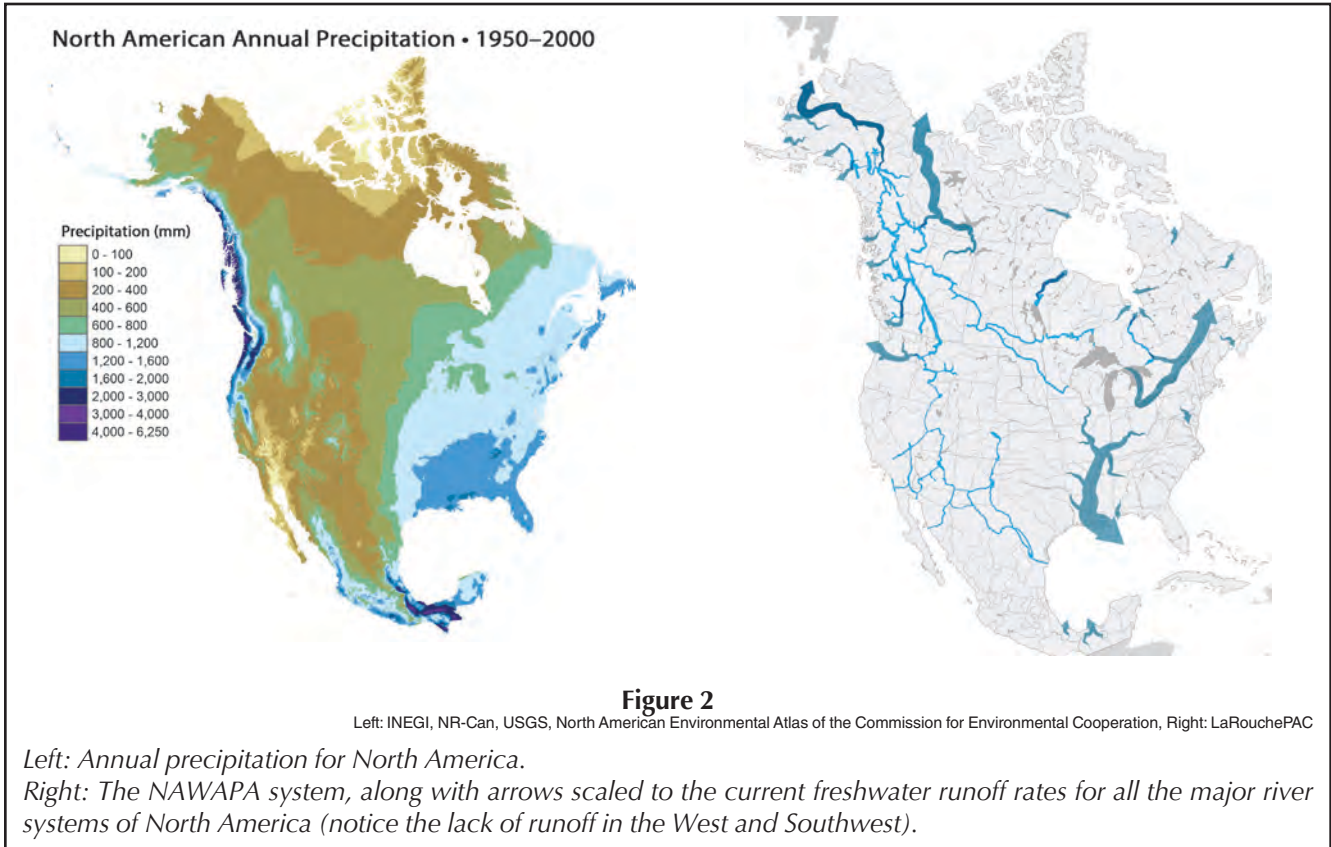 North American Annual Precipitation • 1950–2000
Precipitation (mm)
0 - 100
100 - 200
200 - 400
400 - 600
600 - 800
800 - 1,200
1,200 - 1,600
1,600 - 2,000
2,000 - 3,000
3,000 - 4,000
4,000 - 6,250
Figure 2
Left: INEGI, NR-Can, USGS, North American Environmental Atlas of the Commission for Environmental Cooperation, Right: LaRouchePAC
Left: Annual precipitation for North America.
Right: The NAWAPA system, along with arrows scaled to the current freshwater runoff rates for all the major river
systems of North America (notice the lack of runoff in the West and Southwest).